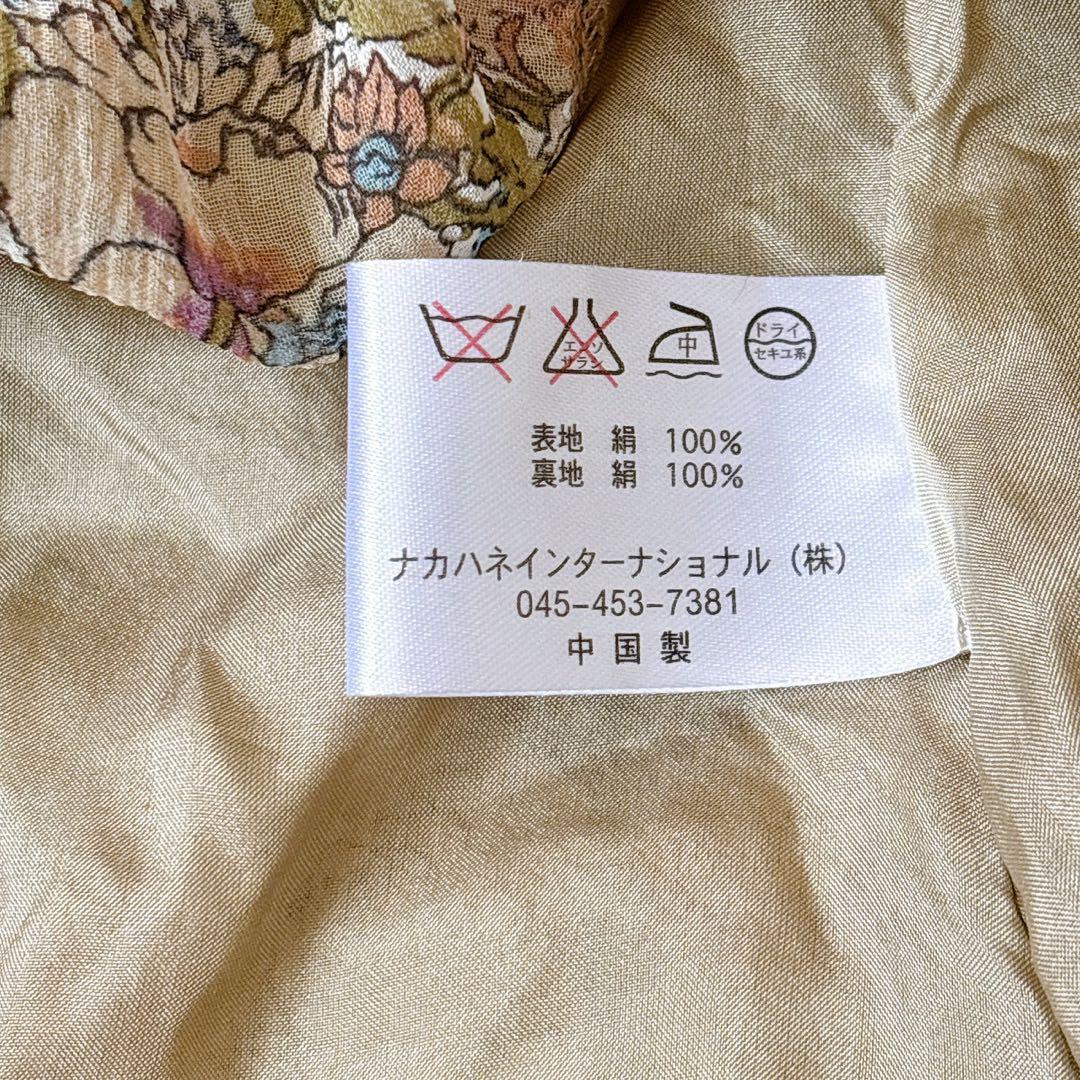 エンソ
サラシ
中
ドライ
セキユ系
表地 絹 100%
裏地 絹 100%
ナカハネインターナショナル（株）
045-453-7381
中国製